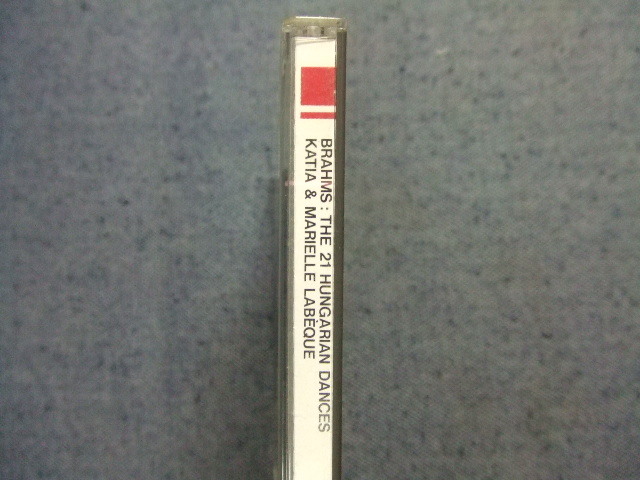 BRAHMS : THE 21 HUNGARIAN DANCES
KATIA & MARIELLE LABÈQUE